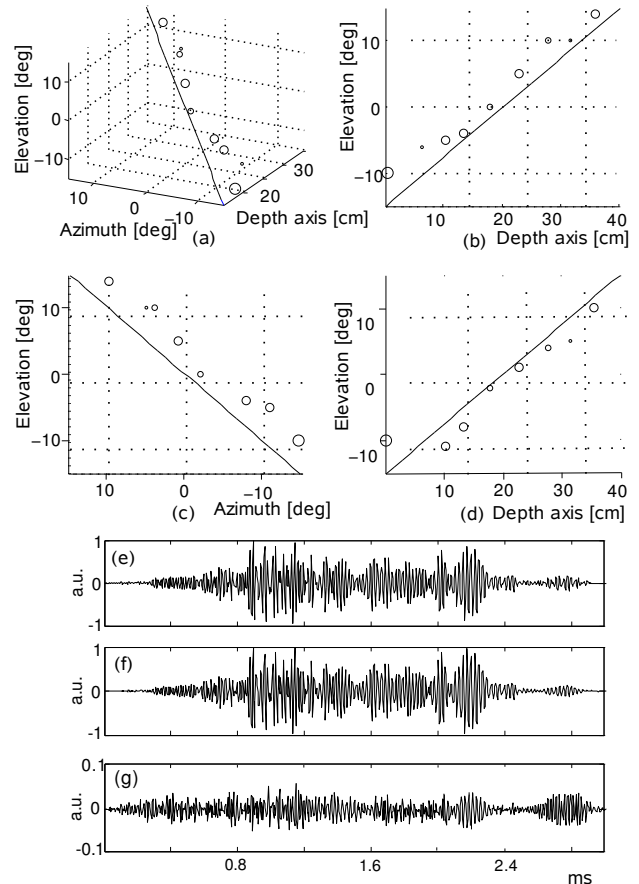 Elevation [deg]
10
0
−10
10
0
−10
Azimuth [deg]
10
20
30
Depth axis [cm]
(a)
Elevation [deg]
10
0
−10
0
10
20
30
40
(b)
Depth axis [cm]
Elevation [deg]
10
0
−10
10
0
−10
(c)
Azimuth [deg]
Elevation [deg]
10
0
−10
0
10
20
30
40
(d)
Depth axis [cm]
1
(e)
a.u.
0
-1
1
(f)
a.u.
0
-1
0.1
(g)
a.u.
0
-0.1
0.8
1.6
2.4
ms